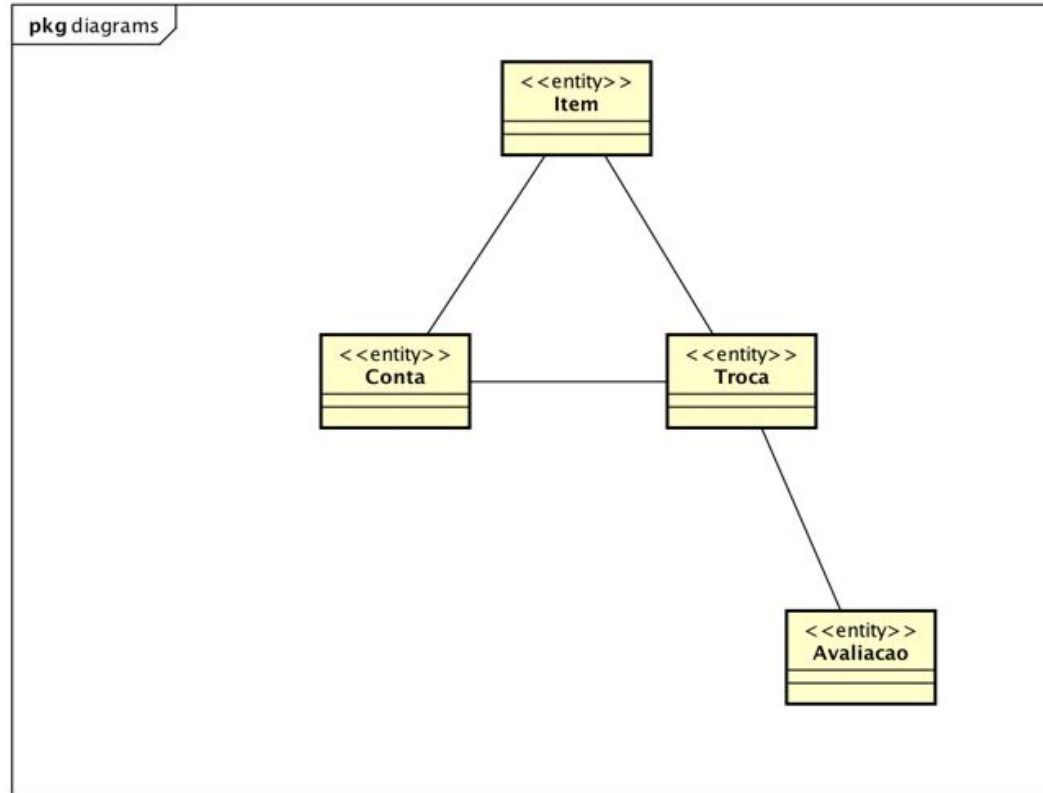 pkg diagrams
<<entity>>
Item
<<entity>>
Conta
<<entity>>
Troca
<<entity>>
Avaliacao